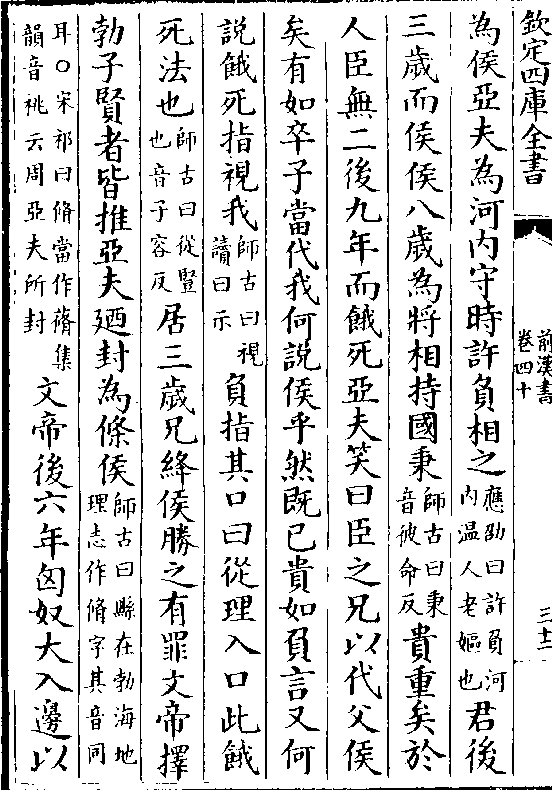 欽定四庫全書
前漢書
卷四十
三十二
為侯亞夫為河内守時許負相之應劭曰許負河内温人老嫗也君後
三歲而侯侯八歲為將相持國秉師古曰秉音彼命反貴重矣於
人臣無二後九年而餓死亞夫笑曰臣之兄以代父侯
矣有如卒子當代我何說侯乎然既已貴如負言又何
說餓死指視我師古曰視讀曰示負指其口曰從理入口此餓
死法也師古曰從豎也音子容反居三歲兄絳侯勝之有罪文帝擇
勃子賢者皆推亞夫廼封為條侯師古曰縣在勃海地理志作脩字其音同
耳○宋祁曰脩當作蓨集韻音祧云周亞夫所封文帝後六年匈奴大入邊以